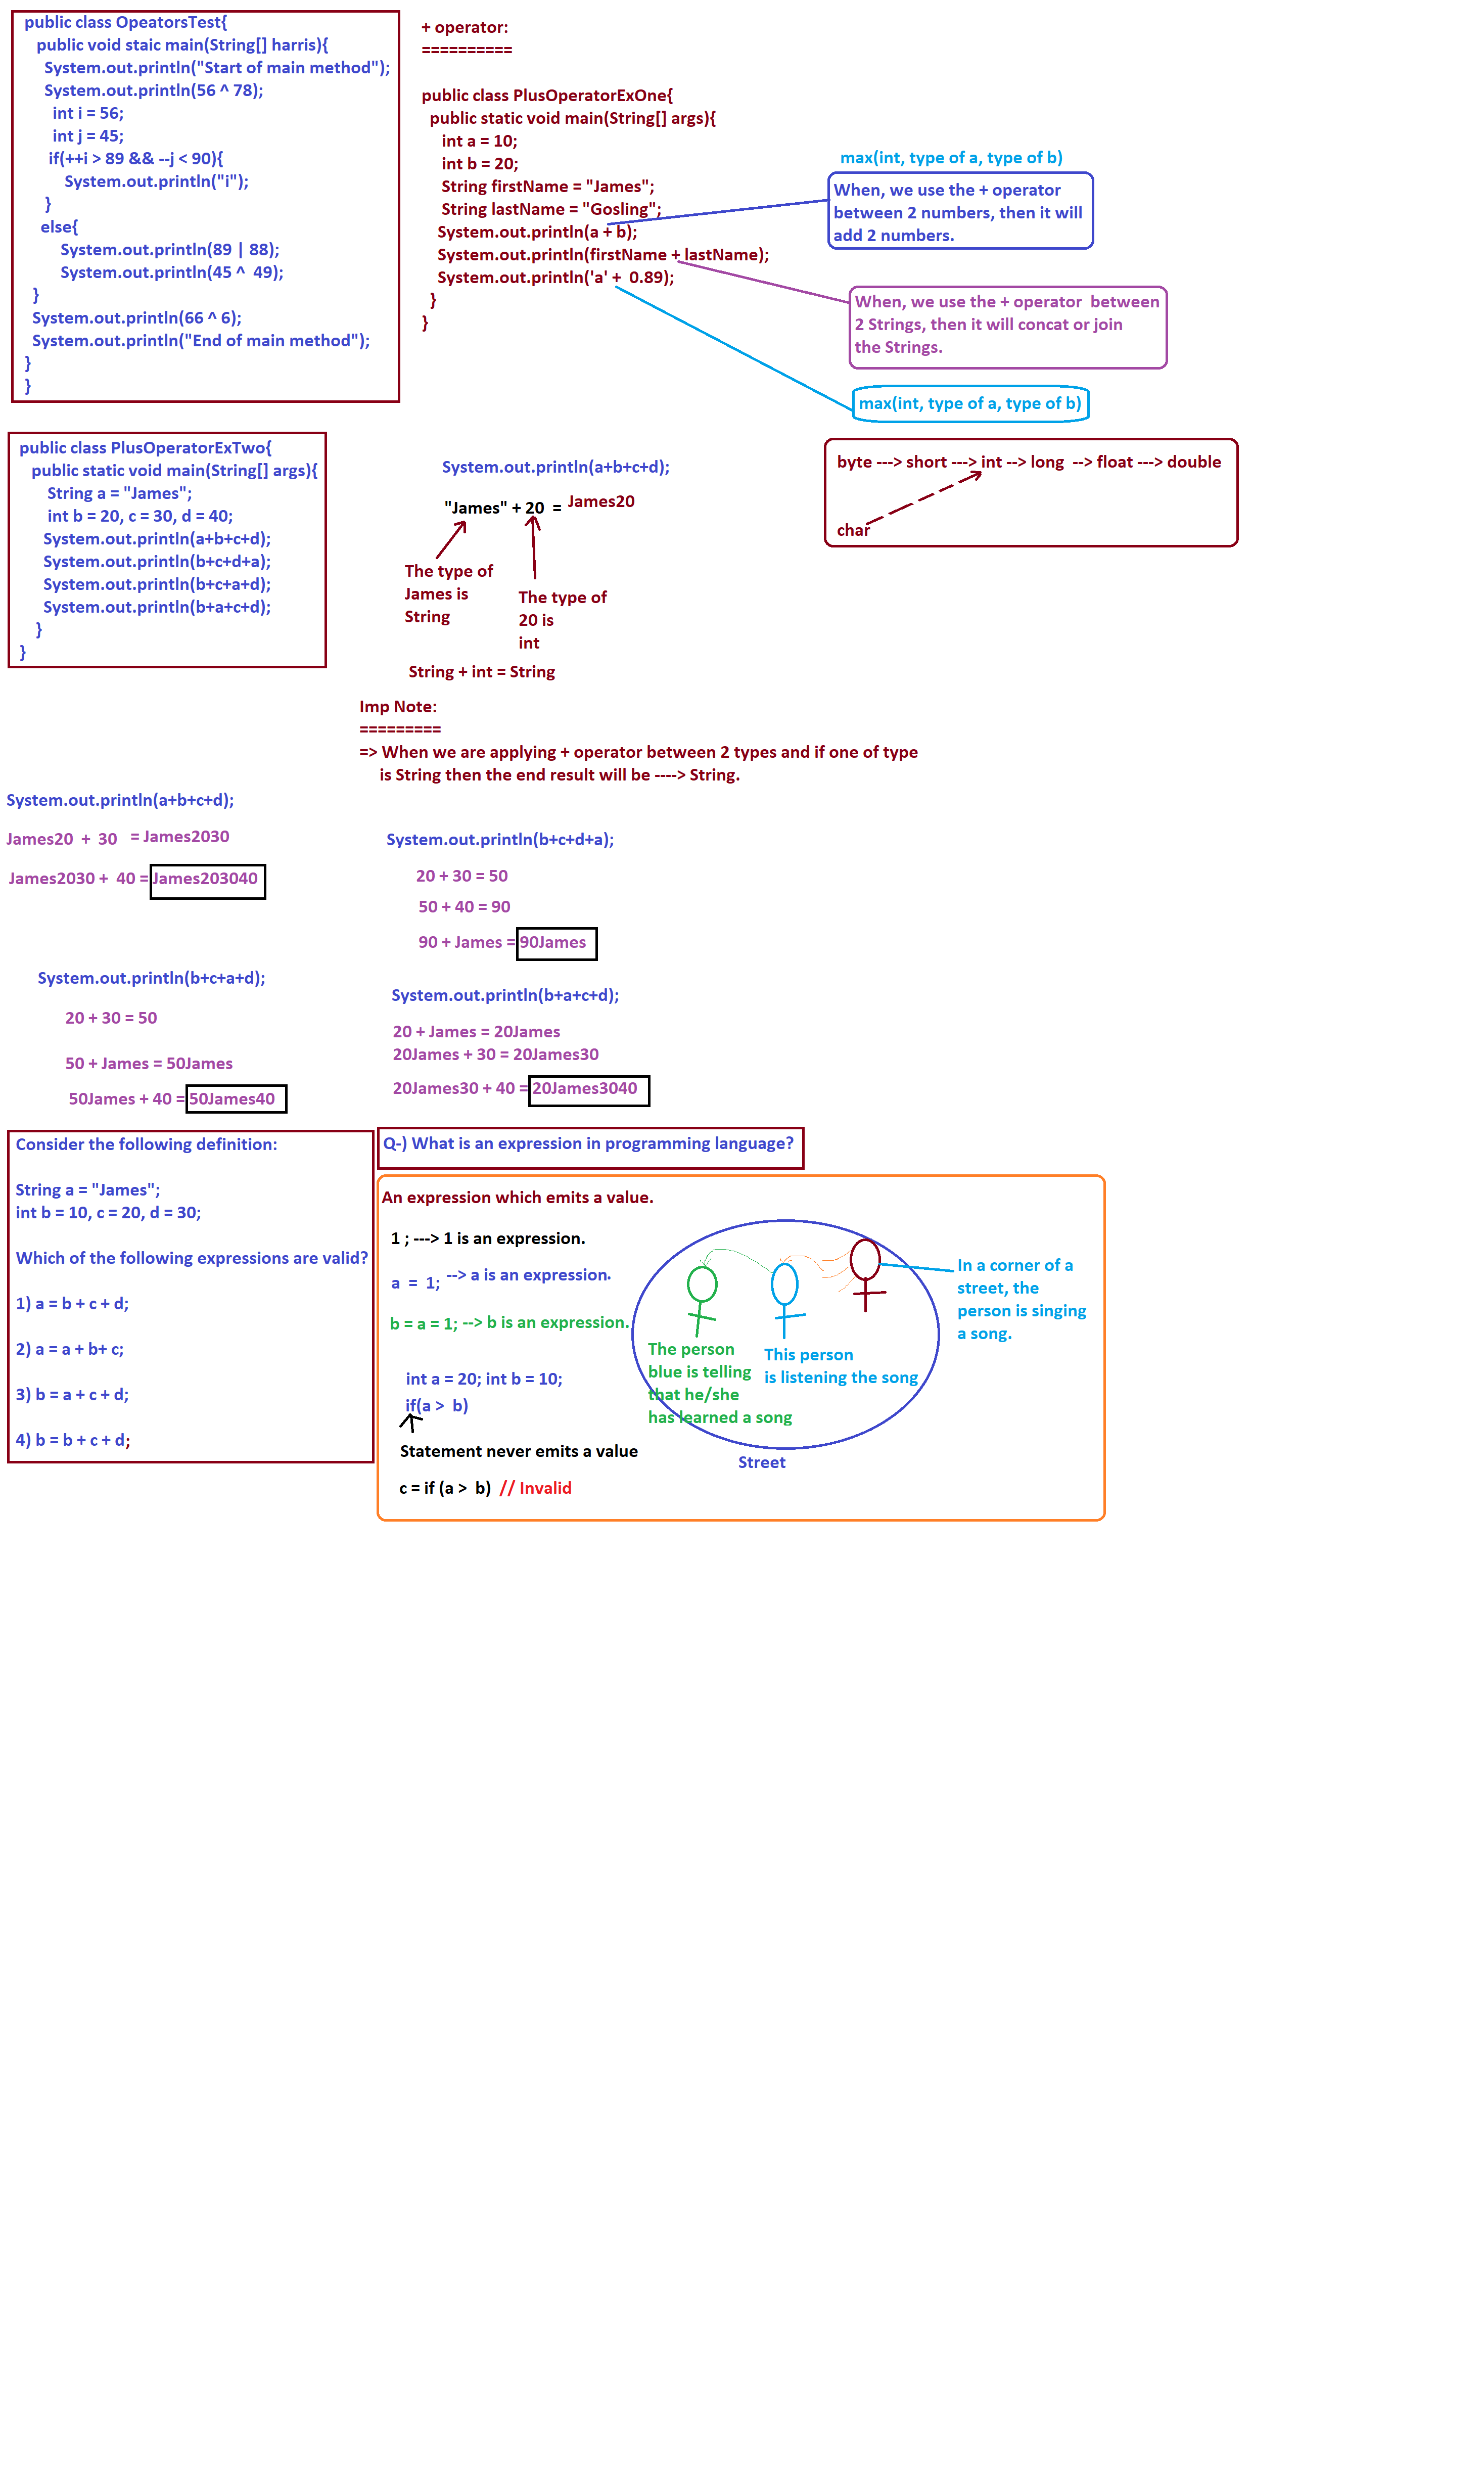 public class OpeatorsTest{
public void staic main(String[] harris){
System.out.println("Start of main method");
System.out.println(56 ^ 78);
int i = 56;
int j = 45;
if(++i > 89 && --j < 90){
System.out.println("i");
}
else{
System.out.println(89 | 88);
System.out.println(45 ^ 49);
}
System.out.println(66 ^ 6);
System.out.println("End of main method");
}
}
+ operator:
==========
public class PlusOperatorExOne{
public static void main(String[] args){
int a = 10;
int b = 20;
String firstName = "James";
String lastName = "Gosling";
System.out.println(a + b);
System.out.println(firstName + lastName);
System.out.println('a' + 0.89);
}
}
max(int, type of a, type of b)
When, we use the + operator
between 2 numbers, then it will
add 2 numbers.
When, we use the + operator between
2 Strings, then it will concat or join
the Strings.
max(int, type of a, type of b)
byte ---> short ---> int --> long --> float ---> double
char
public class PlusOperatorExTwo{
public static void main(String[] args){
String a = "James";
int b = 20, c = 30, d = 40;
System.out.println(a+b+c+d);
System.out.println(b+c+d+a);
System.out.println(b+c+a+d);
System.out.println(b+a+c+d);
}
}
System.out.println(a+b+c+d);
"James" + 20 = James20
The type of
James is
String
The type of
20 is
int
String + int = String
Imp Note:
=========
=> When we are applying + operator between 2 types and if one of type
is String then the end result will be ----> String.
System.out.println(a+b+c+d);
James20 + 30 = James2030
James2030 + 40 = James203040
System.out.println(b+c+d+a);
20 + 30 = 50
50 + 40 = 90
90 + James = 90James
System.out.println(b+c+a+d);
20 + 30 = 50
50 + James = 50James
50James + 40 = 50James40
System.out.println(b+a+c+d);
20 + James = 20James
20James + 30 = 20James30
20James30 + 40 = 20James3040
Consider the following definition:
String a = "James";
int b = 10, c = 20, d = 30;
Which of the following expressions are valid?
1) a = b + c + d;
2) a = a + b+ c;
3) b = a + c + d;
4) b = b + c + d;
Q-) What is an expression in programming language?
An expression which emits a value.
1 ; ---> 1 is an expression.
a = 1; --> a is an expression.
b = a = 1; --> b is an expression.
int a = 20; int b = 10;
if(a > b)
Statement never emits a value
c = if (a > b) // Invalid
The person
blue is telling
that he/she
has learned a song
This person
is listening the song
In a corner of a
street, the
person is singing
a song.
Street